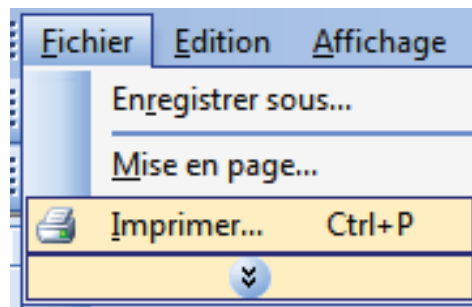 Fichier Edition Affichage
Enregistrer sous...
Mise en page...
Imprimer... Ctrl+P